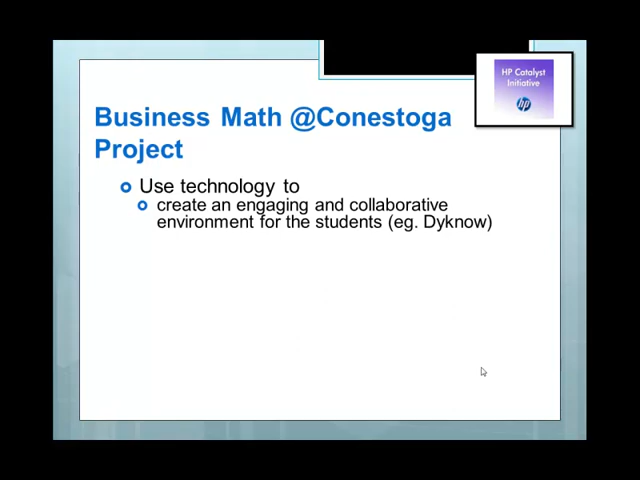 HP Catalyst
Initiative
hp
Business Math @Conestoga
Project
Use technology to
create an engaging and collaborative
environment for the students (eg. Dyknow)